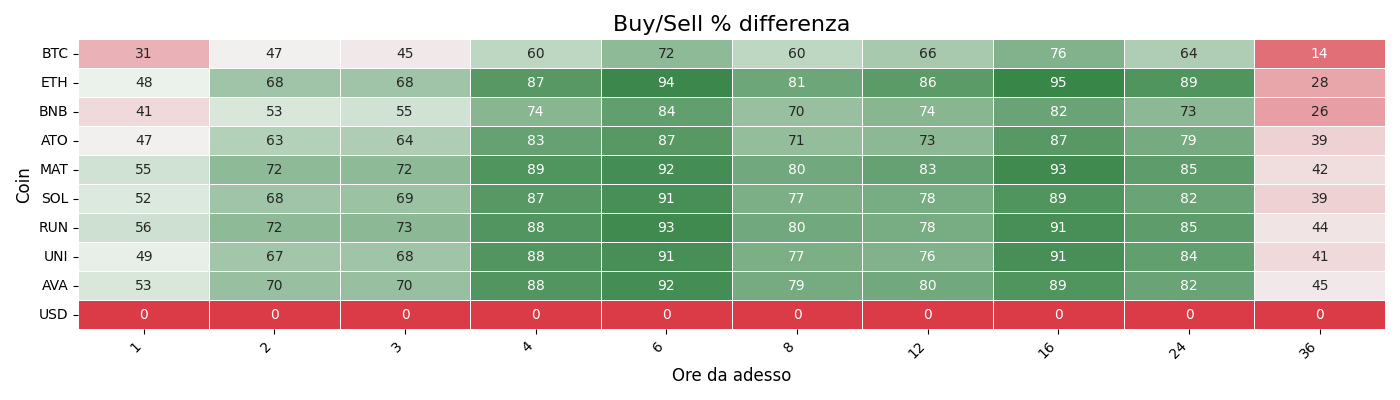 Buy/Sell % differenza
Coin
BTC 31 47 45 60 72 60 66 76 64 14
ETH 48 68 68 87 94 81 86 95 89 28
BNB 41 53 55 74 84 70 74 82 73 26
ATO 47 63 64 83 87 71 73 87 79 39
MAT 55 72 72 89 92 80 83 93 85 42
SOL 52 68 69 87 91 77 78 89 82 39
RUN 56 72 73 88 93 80 78 91 85 44
UNI 49 67 68 88 91 77 76 91 84 41
AVA 53 70 70 88 92 79 80 89 82 45
USD 0 0 0 0 0 0 0 0 0 0
1 2 3 4 6 8 12 16 24 36
Ore da adesso